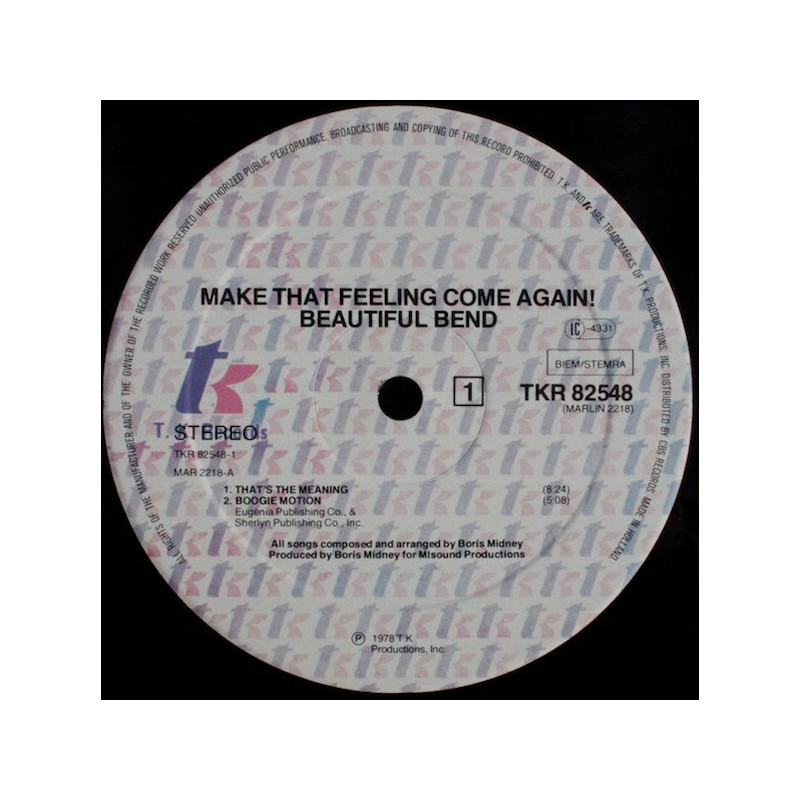 ALL RIGHTS OF THE MANUFACTURER AND OF THE OWNER OF THE RECORDED WORK RESERVED UNAUTHORIZED PUBLIC PERFORMANCE, BROADCASTING AND COPYING OF THIS RECORD PROHIBITED. T.K. AND tk ARE TRADEMARKS OF T.K. PRODUCTIONS, INC. DISTRIBUTED BY CBS RECORDS MADE IN HOLLAND
MAKE THAT FEELING COME AGAIN!
BEAUTIFUL BEND
IC -4331
BIEM/STEMRA
tk
1
TKR 82548
(MARLIN 2218)
STEREO
TKR 82548-1
MAR 2218-A
1. THAT'S THE MEANING (8:24)
2. BOOGIE MOTION (5:08)
Eugenia Publishing Co., &
Sherlyn Publishing Co., Inc.
All songs composed and arranged by Boris Midney
Produced by Boris Midney for MIsound Productions
℗ 1978 T.K.
Productions, Inc.